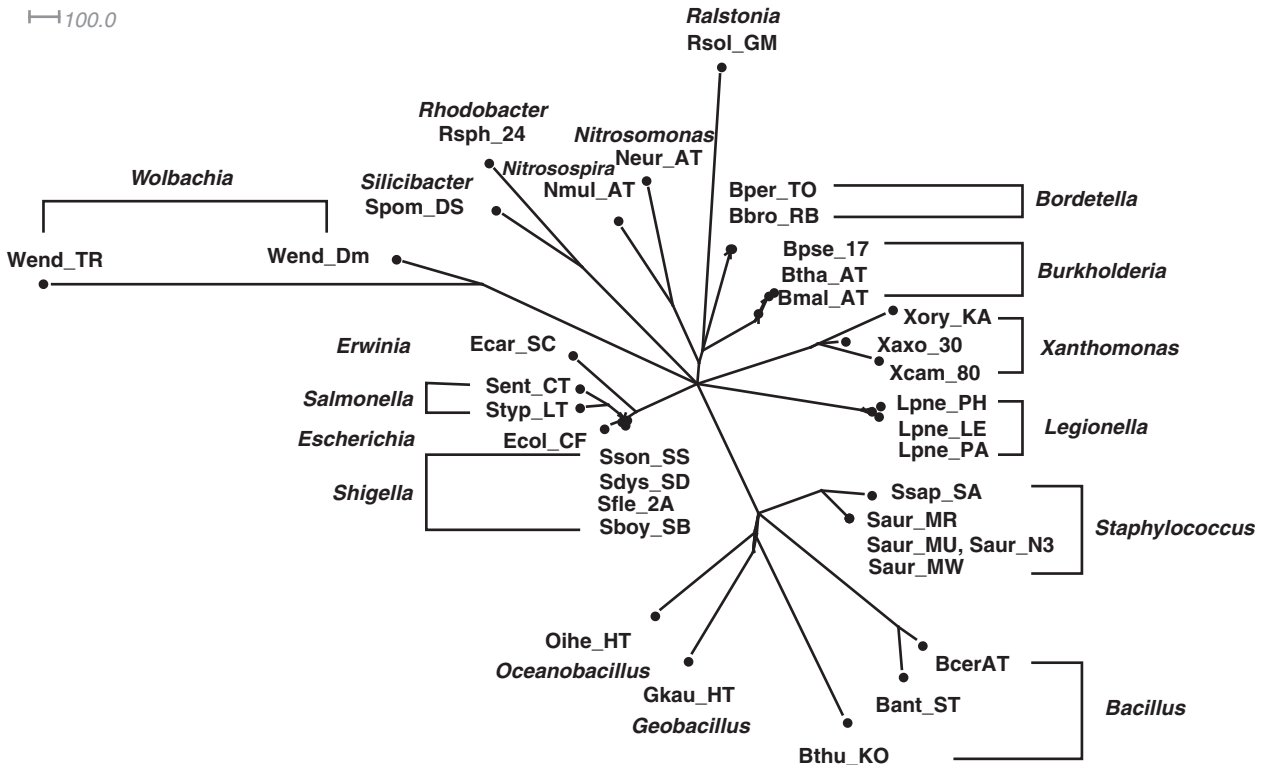 100.0
Ralstonia
Rsol_GM
Rhodobacter
Rsph_24
Nitrosomonas
Neur_AT
Nitrosospira
Nmul_AT
Silicibacter
Spom_DS
Wolbachia
Wend_TR
Wend_Dm
Bper_TO
Bbro_RB
Bordetella
Bpse_17
Btha_AT
Bmal_AT
Burkholderia
Xory_KA
Xaxo_30
Xcam_80
Xanthomonas
Erwinia
Ecar_SC
Salmonella
Sent_CT
Styp_LT
Escherichia
Ecol_CF
Shigella
Sson_SS
Sdys_SD
Sfle_2A
Sboy_SB
Lpne_PH
Lpne_LE
Lpne_PA
Legionella
Ssap_SA
Saur_MR
Saur_MU, Saur_N3
Saur_MW
Staphylococcus
Oihe_HT
Oceanobacillus
Gkau_HT
Geobacillus
BcerAT
Bant_ST
Bthu_KO
Bacillus